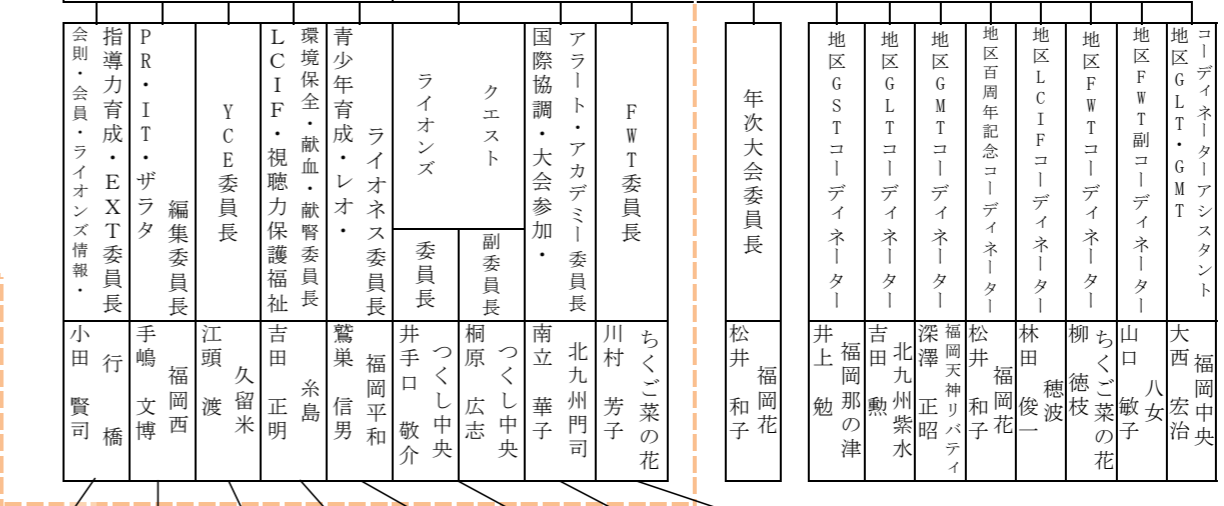 会則・会員・ライオンズ情報・
指導力育成・EXT委員長
PR・IT・ザラタ
編集委員長
YCE委員長
LCIF・視聴力保護福祉
環境保全・献血・献腎委員長
青少年育成・レオ・
ライオネス委員長
ライオンズ
クエスト
委員長
副委員長
国際協調・大会参加・
アラート・アカデミー委員長
FWT委員長
年次大会委員長
地区GSTコーディネーター
地区GLTコーディネーター
地区GMTコーディネーター
地区百周年記念コーディネーター
地区LCIFコーディネーター
地区FWTコーディネーター
地区FWT副コーディネーター
地区GLT・GMT
コーディネーターアシスタント
小田 賢司
行橋
手嶋 文博
福岡西
江頭 渡
久留米
吉田 正明
糸島
鷲巣 信男
福岡平和
井手口 敬介
つくし中央
桐原 広志
つくし中央
南立 華子
北九州門司
川村 芳子
ちくご菜の花
松井 和子
福岡花
井上 勉
福岡那の津
吉田 勲
北九州紫水
深澤 正昭
福岡天神リバティ
松井 和子
福岡花
林田 俊一
穂波
柳 徳枝
ちくご菜の花
山口 敏子
八女
大西 宏治
福岡中央